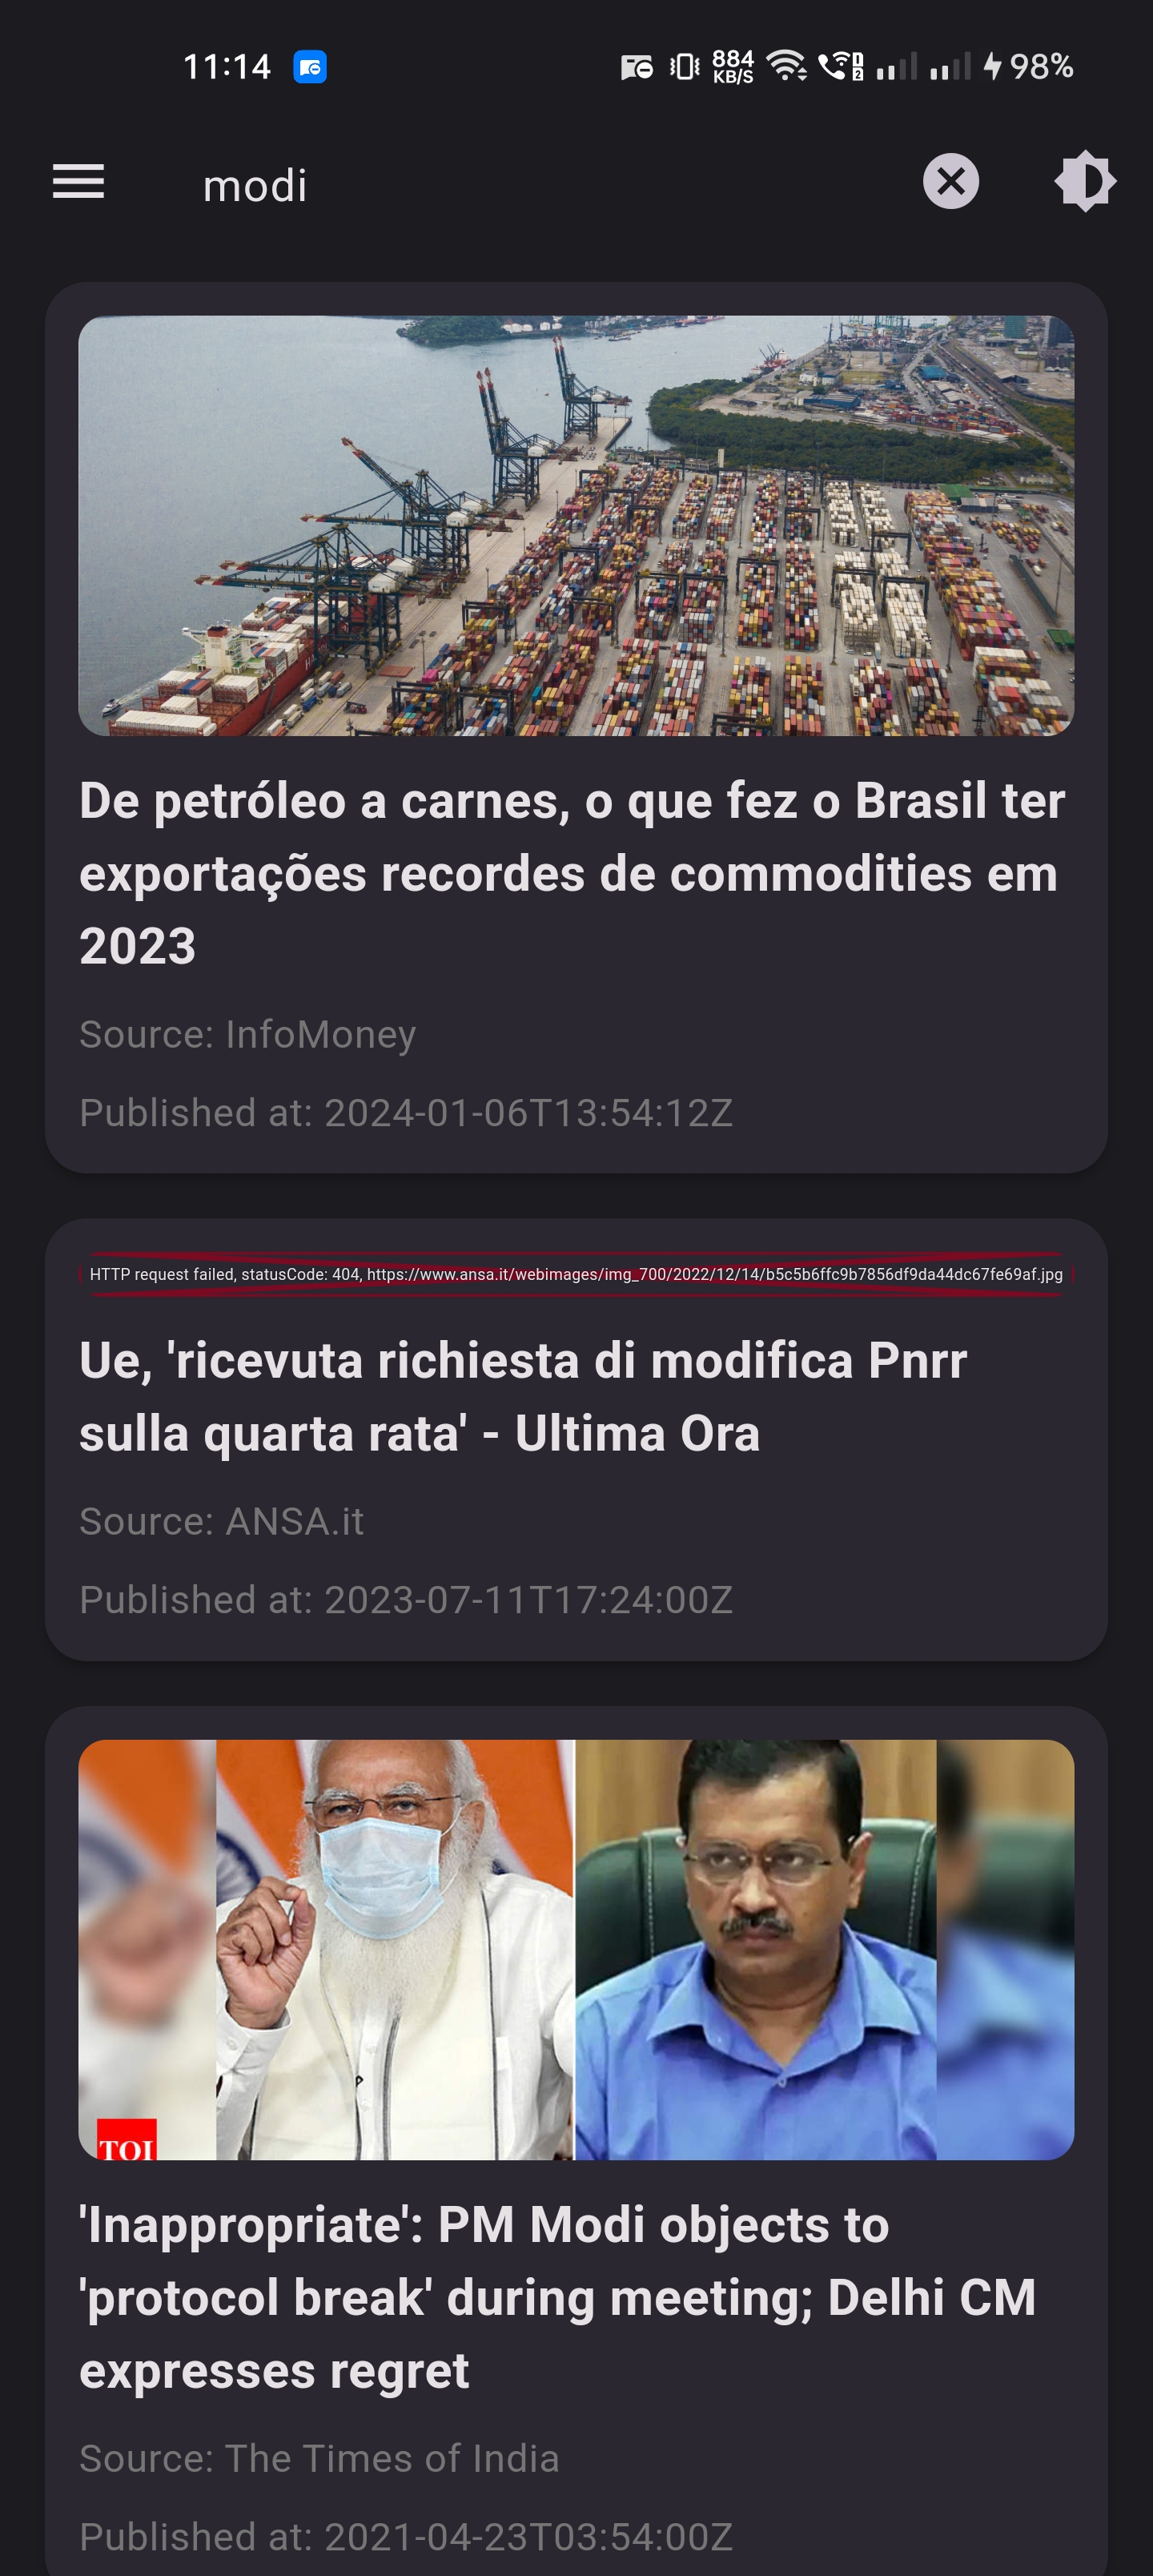 11:14
884
KB/S
1
2
98%
modi
De petróleo a carnes, o que fez o Brasil ter
exportações recordes de commodities em
2023
Source: InfoMoney
Published at: 2024-01-06T13:54:12Z
HTTP request failed, statusCode: 404, https://www.ansa.it/webimages/img_700/2022/12/14/b5c5b6ffc9b7856df9da44dc67fe69af.jpg
Ue, 'ricevuta richiesta di modifica Pnrr
sulla quarta rata' - Ultima Ora
Source: ANSA.it
Published at: 2023-07-11T17:24:00Z
TOI
'Inappropriate': PM Modi objects to
'protocol break' during meeting; Delhi CM
expresses regret
Source: The Times of India
Published at: 2021-04-23T03:54:00Z